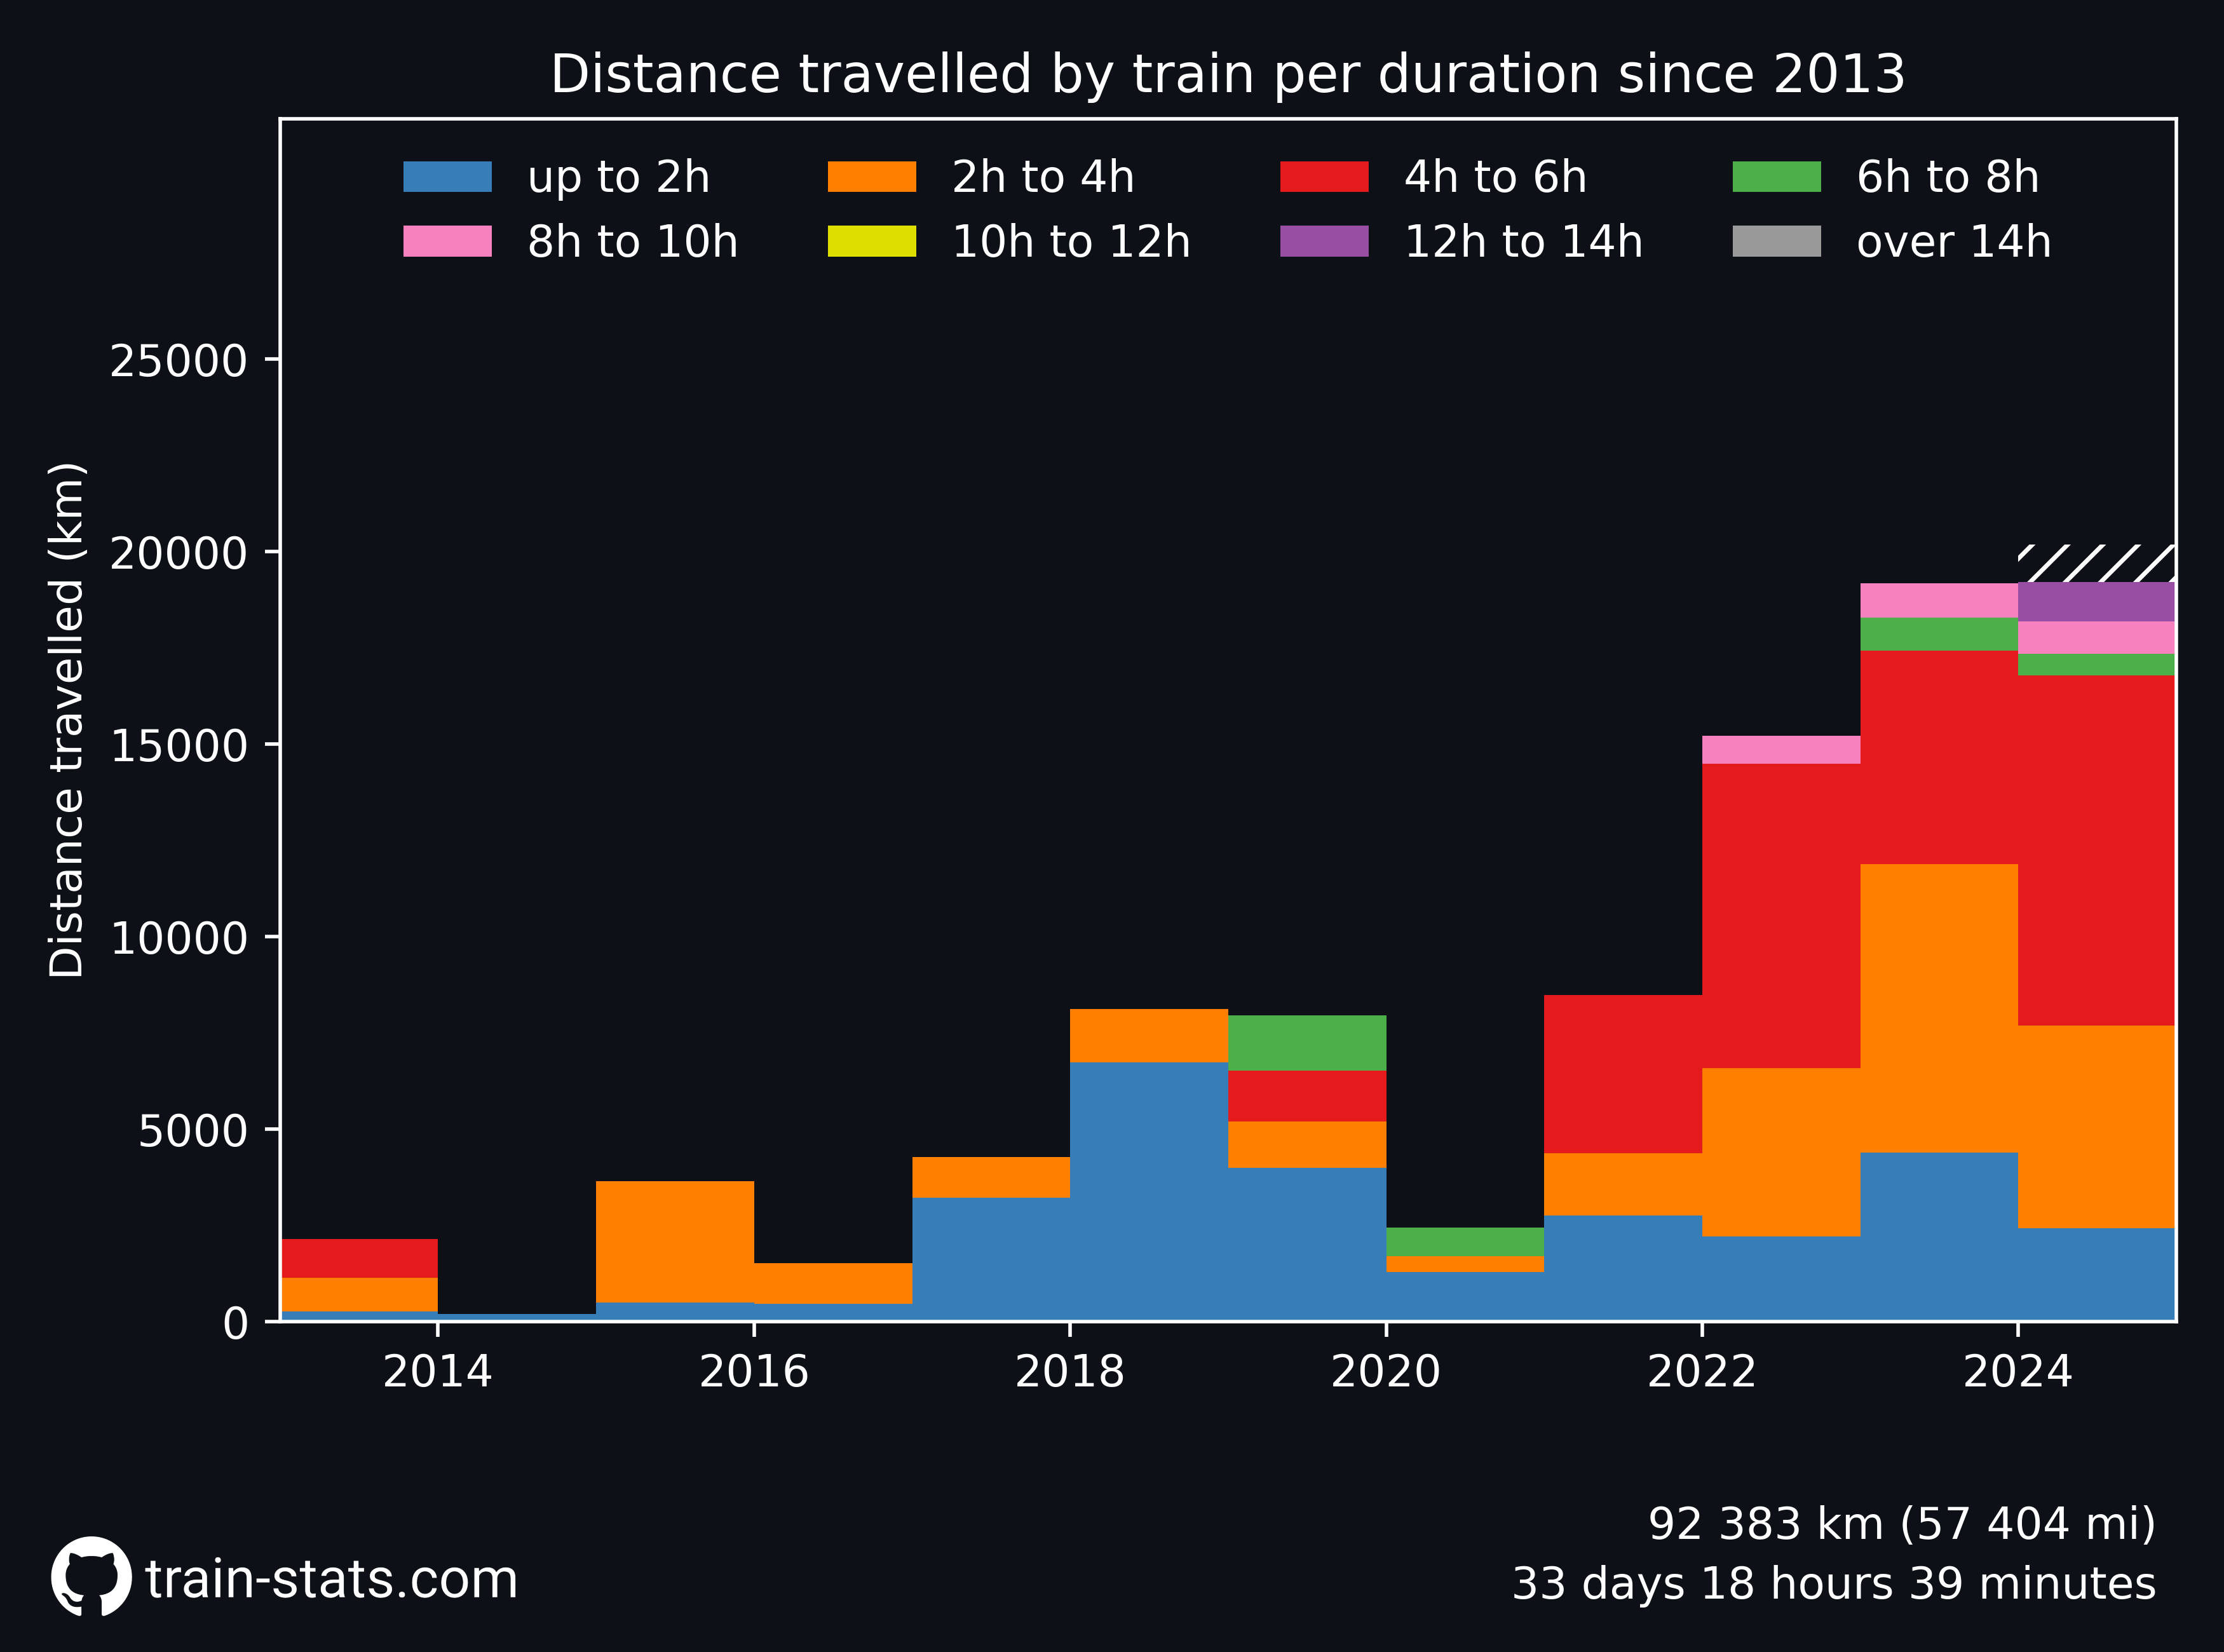 Distance travelled by train per duration since 2013
up to 2h
2h to 4h
4h to 6h
6h to 8h
8h to 10h
10h to 12h
12h to 14h
over 14h
Distance travelled (km)
25000
20000
15000
10000
5000
0
2014
2016
2018
2020
2022
2024
92 383 km (57 404 mi)
33 days 18 hours 39 minutes
train-stats.com